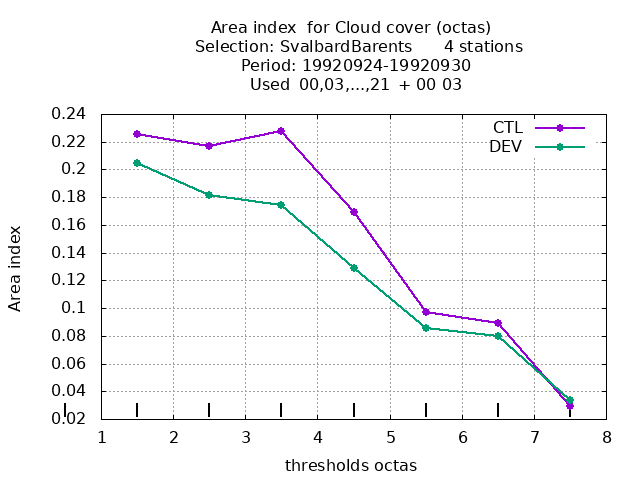 Area index  for Cloud cover (octas)
Selection: SvalbardBarents      4 stations
Period: 19920924-19920930
Used  00,03,...,21  + 00 03
CTL
DEV
Area index
0.24
0.22
0.2
0.18
0.16
0.14
0.12
0.1
0.08
0.06
0.04
0.02
1 2 3 4 5 6 7 8
thresholds octas